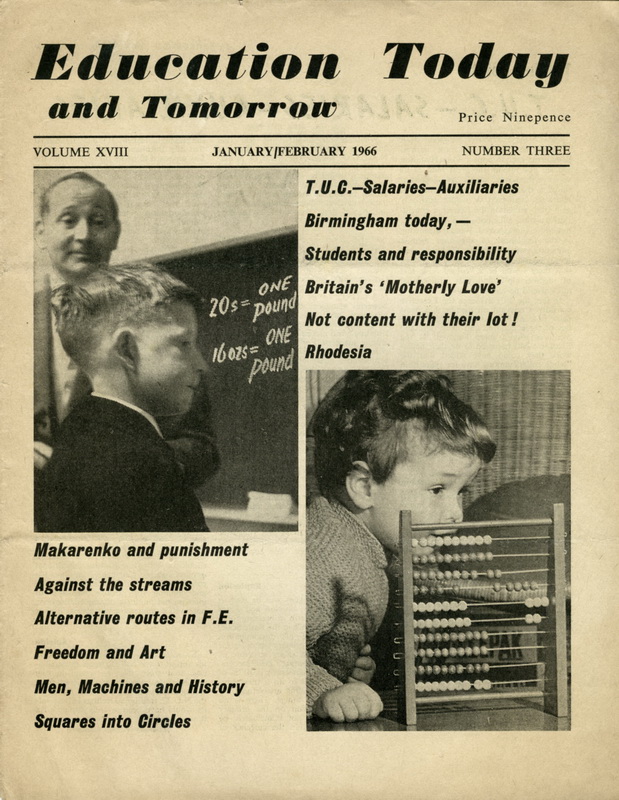 Education Today
and Tomorrow
Price Ninepence
VOLUME XVIII JANUARY/FEBRUARY 1966 NUMBER THREE
T.U.C.—Salaries—Auxiliaries
Birmingham today,—
Students and responsibility
Britain's 'Motherly Love'
Not content with their lot!
Rhodesia
20s= ONE
pound
16ozs= ONE
pound
Makarenko and punishment
Against the streams
Alternative routes in F.E.
Freedom and Art
Men, Machines and History
Squares into Circles